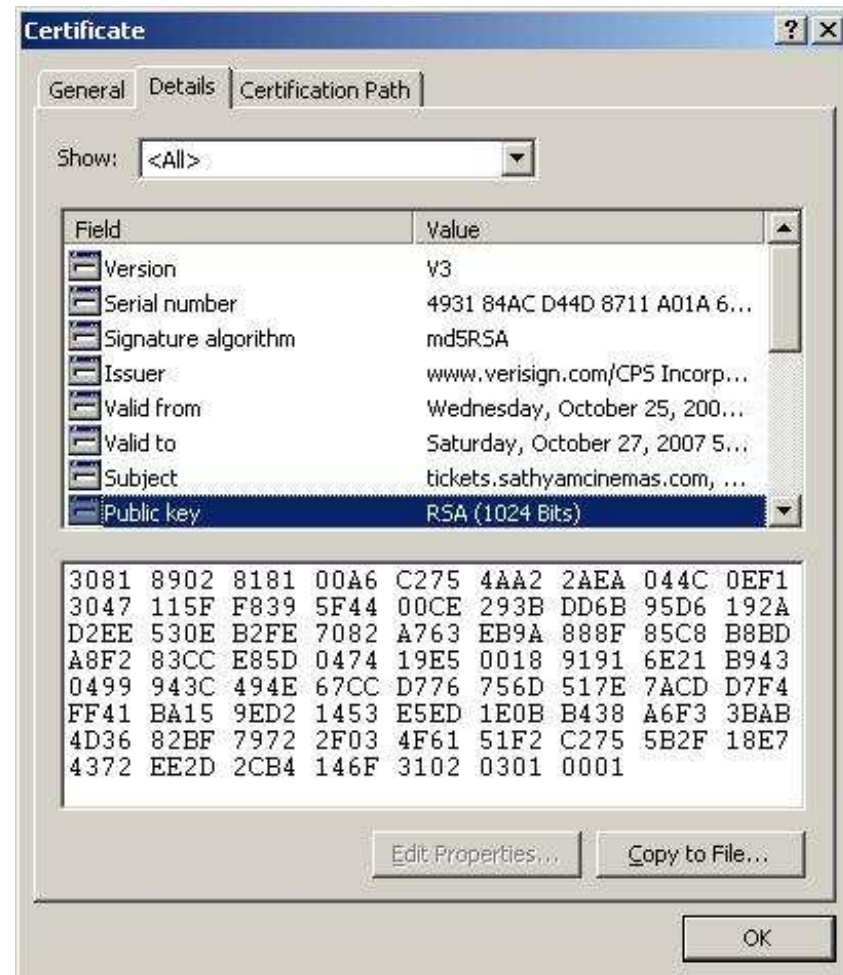 Certificate
General Details Certification Path
Show: <All>
Field Value
Version V3
Serial number 4931 84AC D44D 8711 A01A 6...
Signature algorithm md5RSA
Issuer www.verisign.com/CPS Incorp...
Valid from Wednesday, October 25, 200...
Valid to Saturday, October 27, 2007 5...
Subject tickets.sathyamcinemas.com, ...
Public key RSA (1024 Bits)
3081 8902 8181 00A6 C275 4AA2 2AEA 044C 0EF1
3047 115F F839 5F44 00CE 293B DD6B 95D6 192A
D2EE 530E B2FE 7082 A763 EB9A 888F 85C8 B8BD
A8F2 83CC E85D 0474 19E5 0018 9191 6E21 B943
0499 943C 494E 67CC D776 756D 517E 7ACD D7F4
FF41 BA15 9ED2 1453 E5ED 1E0B B438 A6F3 3BAB
4D36 82BF 7972 2F03 4F61 51F2 C275 5B2F 18E7
4372 EE2D 2CB4 146F 3102 0301 0001
Edit Properties... Copy to File...
OK